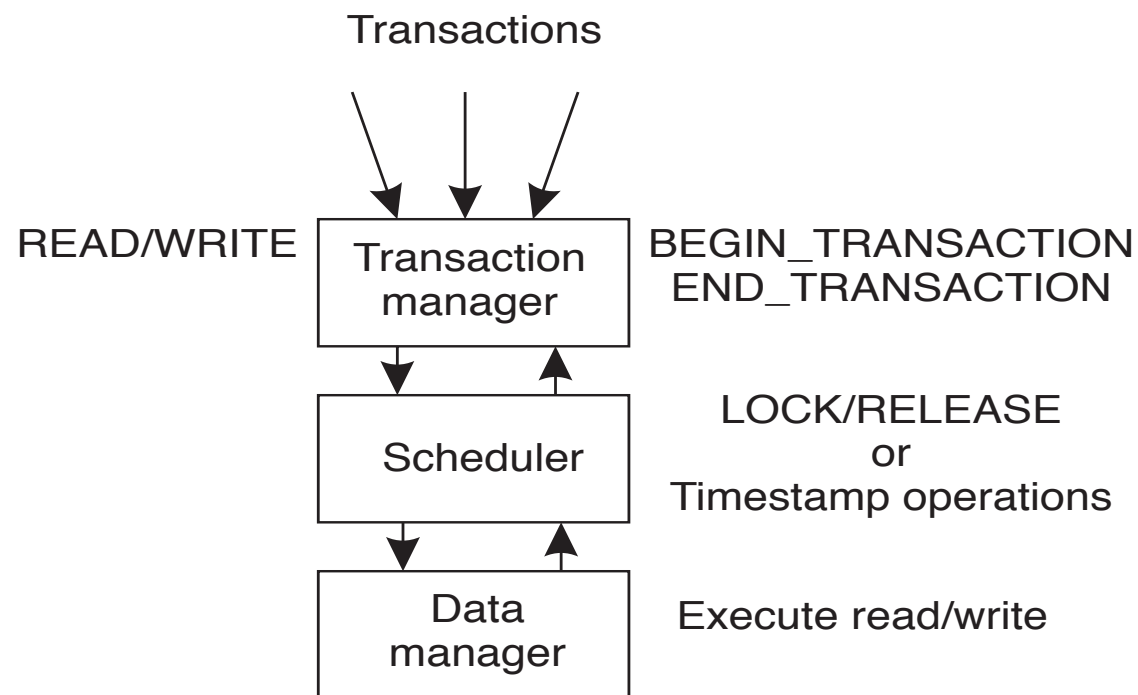 Transactions
READ/WRITE
Transaction
manager
BEGIN_TRANSACTION
END_TRANSACTION
Scheduler
LOCK/RELEASE
or
Timestamp operations
Data
manager
Execute read/write